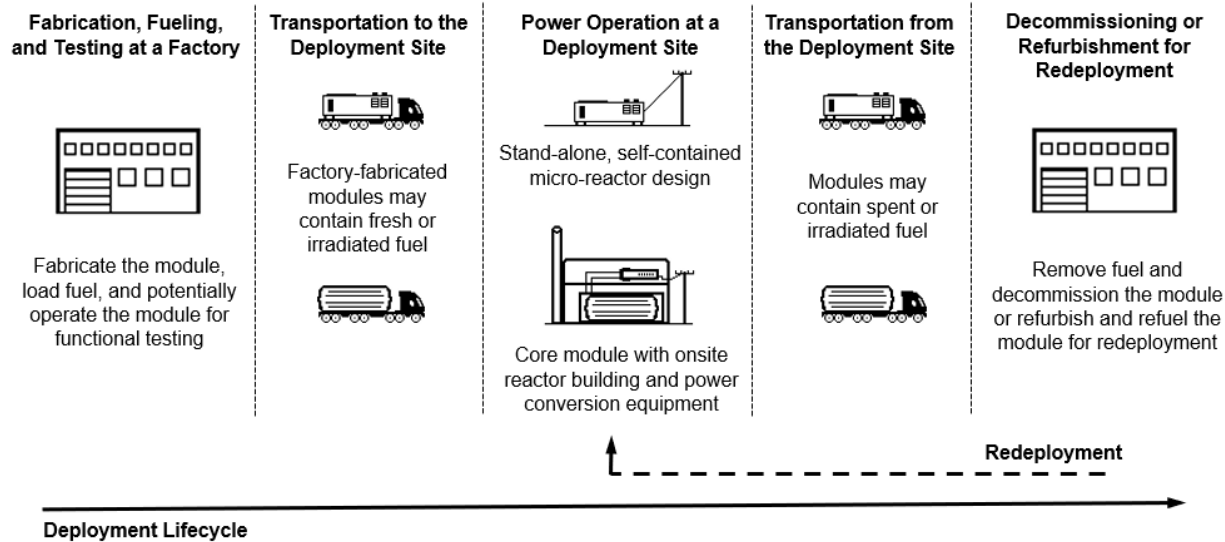 Fabrication, Fueling,
and Testing at a Factory
Fabricate the module,
load fuel, and potentially
operate the module for
functional testing
Transportation to the
Deployment Site
Factory-fabricated
modules may
contain fresh or
irradiated fuel
Power Operation at a
Deployment Site
Stand-alone, self-contained
micro-reactor design
Core module with onsite
reactor building and power
conversion equipment
Transportation from
the Deployment Site
Modules may
contain spent or
irradiated fuel
Decommissioning or
Refurbishment for
Redeployment
Remove fuel and
decommission the module
or refurbish and refuel the
module for redeployment
Redeployment
Deployment Lifecycle